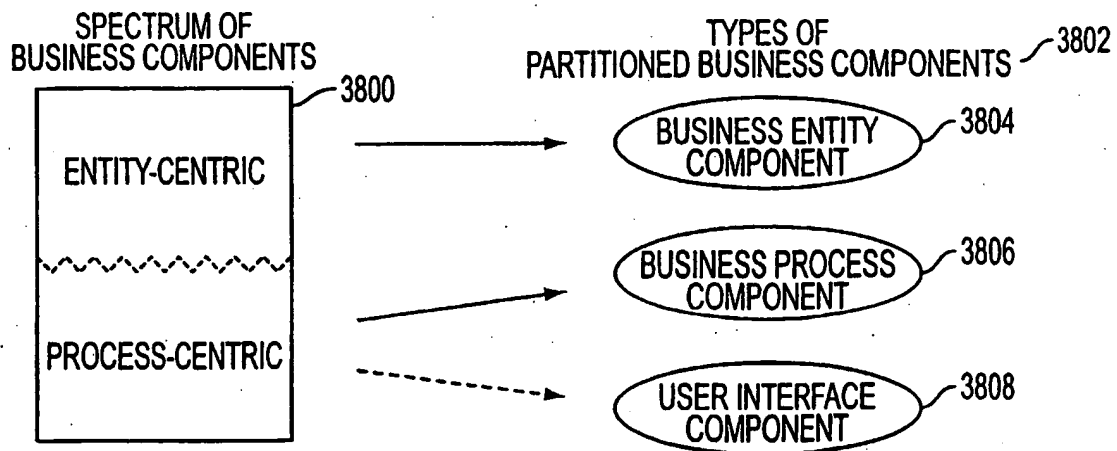 SPECTRUM OF
BUSINESS COMPONENTS
3800
ENTITY-CENTRIC
PROCESS-CENTRIC
TYPES OF
PARTITIONED BUSINESS COMPONENTS
3802
BUSINESS ENTITY
COMPONENT
3804
BUSINESS PROCESS
COMPONENT
3806
USER INTERFACE
COMPONENT
3808